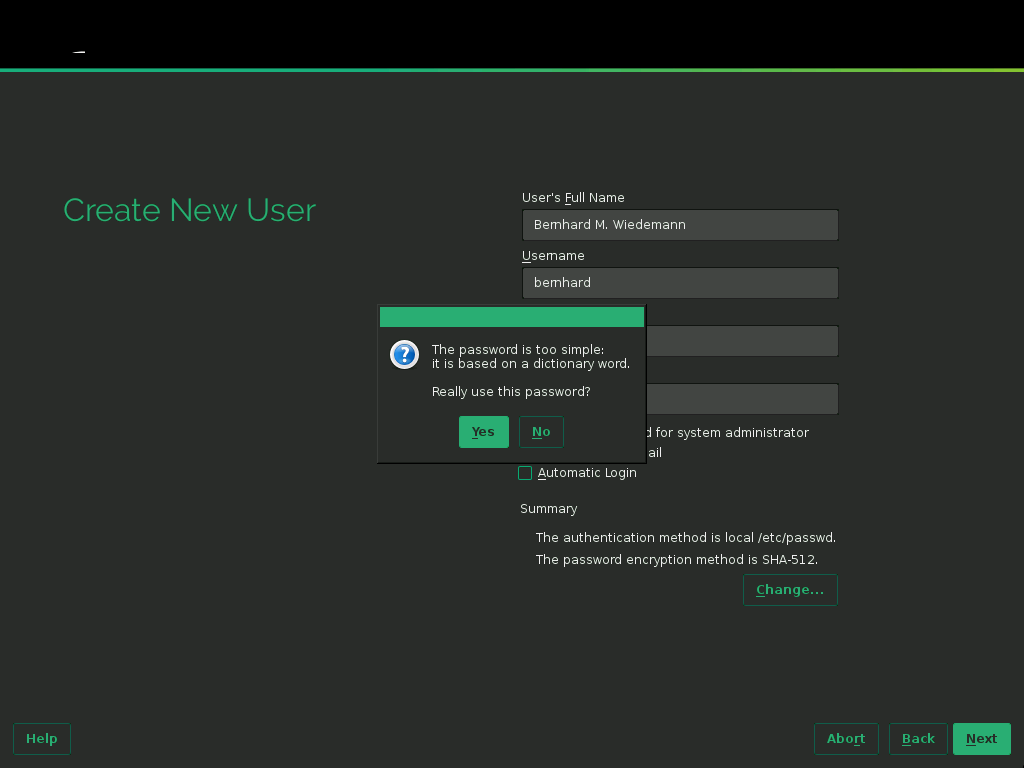 Create New User
User's Full Name
Bernhard M. Wiedemann
Username
bernhard
The password is too simple:
it is based on a dictionary word.
Really use this password?
Yes
No
for system administrator
Automatic Login
Summary
The authentication method is local /etc/passwd.
The password encryption method is SHA-512.
Change...
Help
Abort
Back
Next